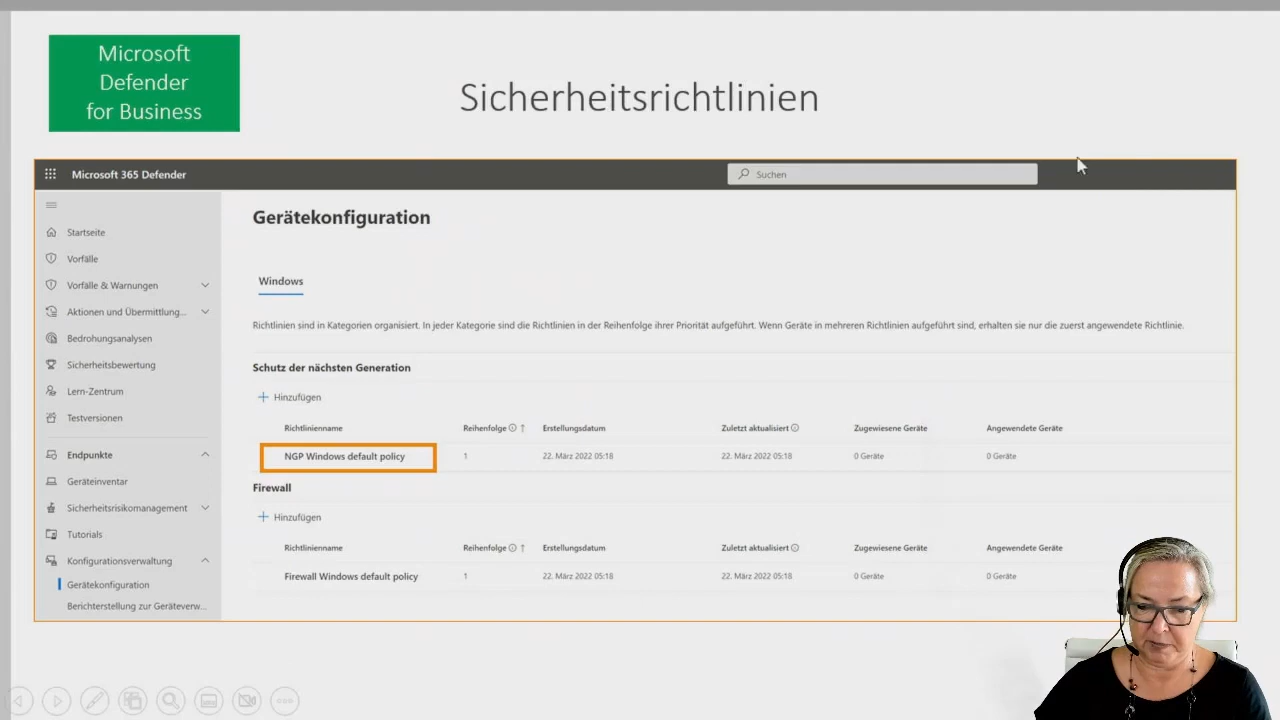 Microsoft
Defender
for Business
Sicherheitsrichtlinien
Microsoft 365 Defender
Suchen
Startseite
Vorfälle
Vorfälle & Warnungen
Aktionen und Übermittlung...
Bedrohungsanalysen
Sicherheitsbewertung
Lern-Zentrum
Testversionen
Endpunkte
Geräteinventar
Sicherheitsrisikomanagement
Tutorials
Konfigurationsverwaltung
Gerätekonfiguration
Berichterstellung zur Geräteverw...
Gerätekonfiguration
Windows
Richtlinien sind in Kategorien organisiert. In jeder Kategorie sind die Richtlinien in der Reihenfolge ihrer Priorität aufgeführt. Wenn Geräte in mehreren Richtlinien aufgeführt sind, erhalten sie nur die zuerst angewendete Richtlinie.
Schutz der nächsten Generation
Hinzufügen
Richtlinienname Reihenfolge Erstellungsdatum Zuletzt aktualisiert Zugewiesene Geräte Angewendete Geräte
NGP Windows default policy 1 22. März 2022 05:18 22. März 2022 05:18 0 Geräte 0 Geräte
Firewall
Hinzufügen
Richtlinienname Reihenfolge Erstellungsdatum Zuletzt aktualisiert Zugewiesene Geräte Angewendete Geräte
Firewall Windows default policy 1 22. März 2022 05:18 22. März 2022 05:18 0 Geräte 0 Geräte